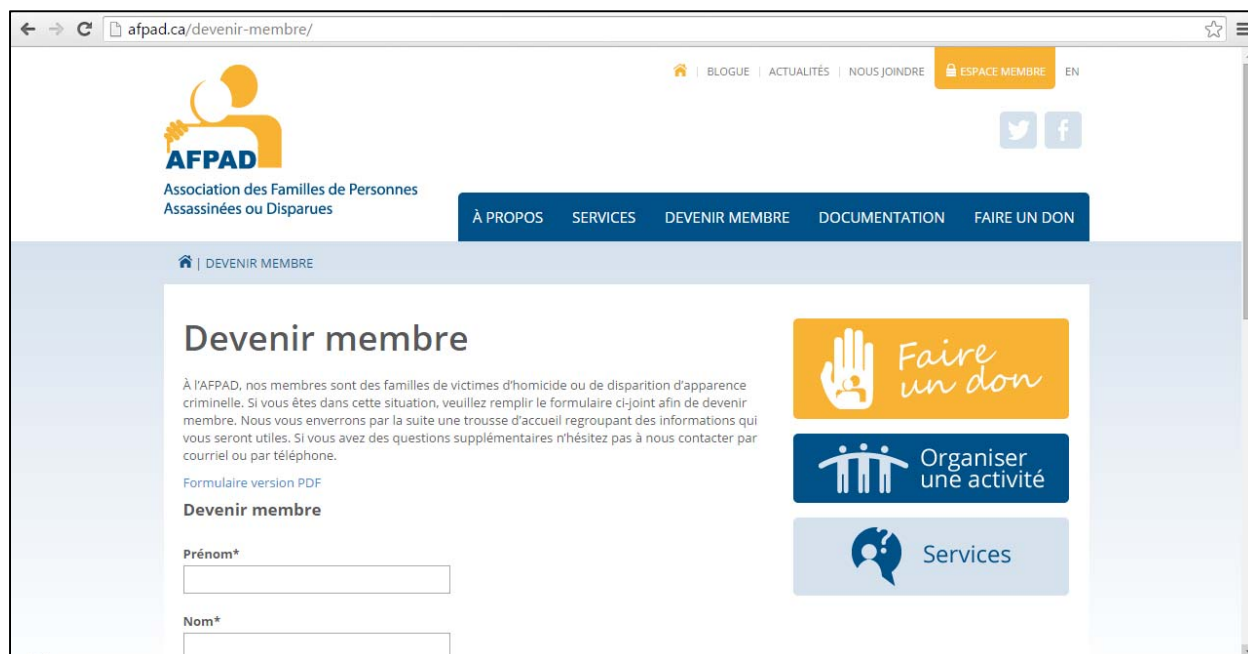 afpad.ca/devenir-membre/
BLOGUE | ACTUALITÉS | NOUS JOINDRE ESPACE MEMBRE EN
AFPAD
Association des Familles de Personnes
Assassinées ou Disparues
À PROPOS SERVICES DEVENIR MEMBRE DOCUMENTATION FAIRE UN DON
| DEVENIR MEMBRE
Devenir membre
À l'AFPAD, nos membres sont des familles de victimes d'homicide ou de disparition d'apparence
criminelle. Si vous êtes dans cette situation, veuillez remplir le formulaire ci-joint afin de devenir
membre. Nous vous enverrons par la suite une trousse d'accueil regroupant des informations qui
vous seront utiles. Si vous avez des questions supplémentaires n'hésitez pas à nous contacter par
courriel ou par téléphone.
Formulaire version PDF
Devenir membre
Prénom*
Nom*
Faire
un don
Organiser
une activité
Services